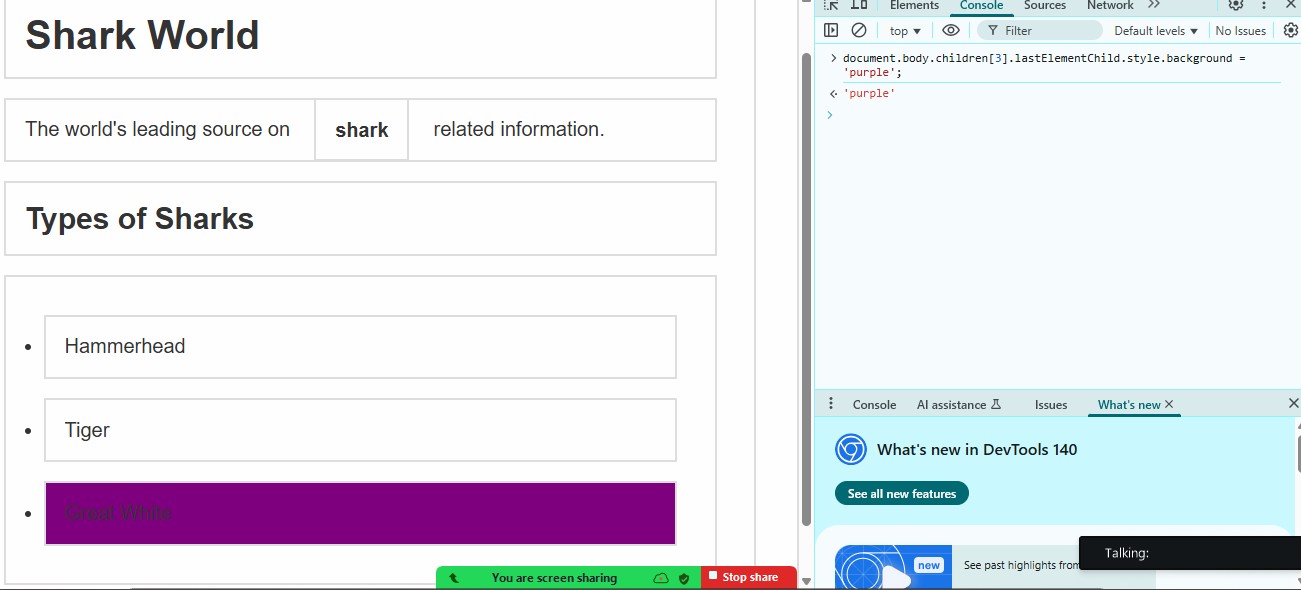 Shark World
The world's leading source on shark related information.
Types of Sharks
Hammerhead
Tiger
Great White
You are screen sharing
Stop share
Elements Console Sources Network
top Filter Default levels No Issues
document.body.children[3].lastElementChild.style.background =
'purple';
'purple'
Console AI assistance Issues What's new
What's new in DevTools 140
See all new features
new
See past highlights from
Talking: